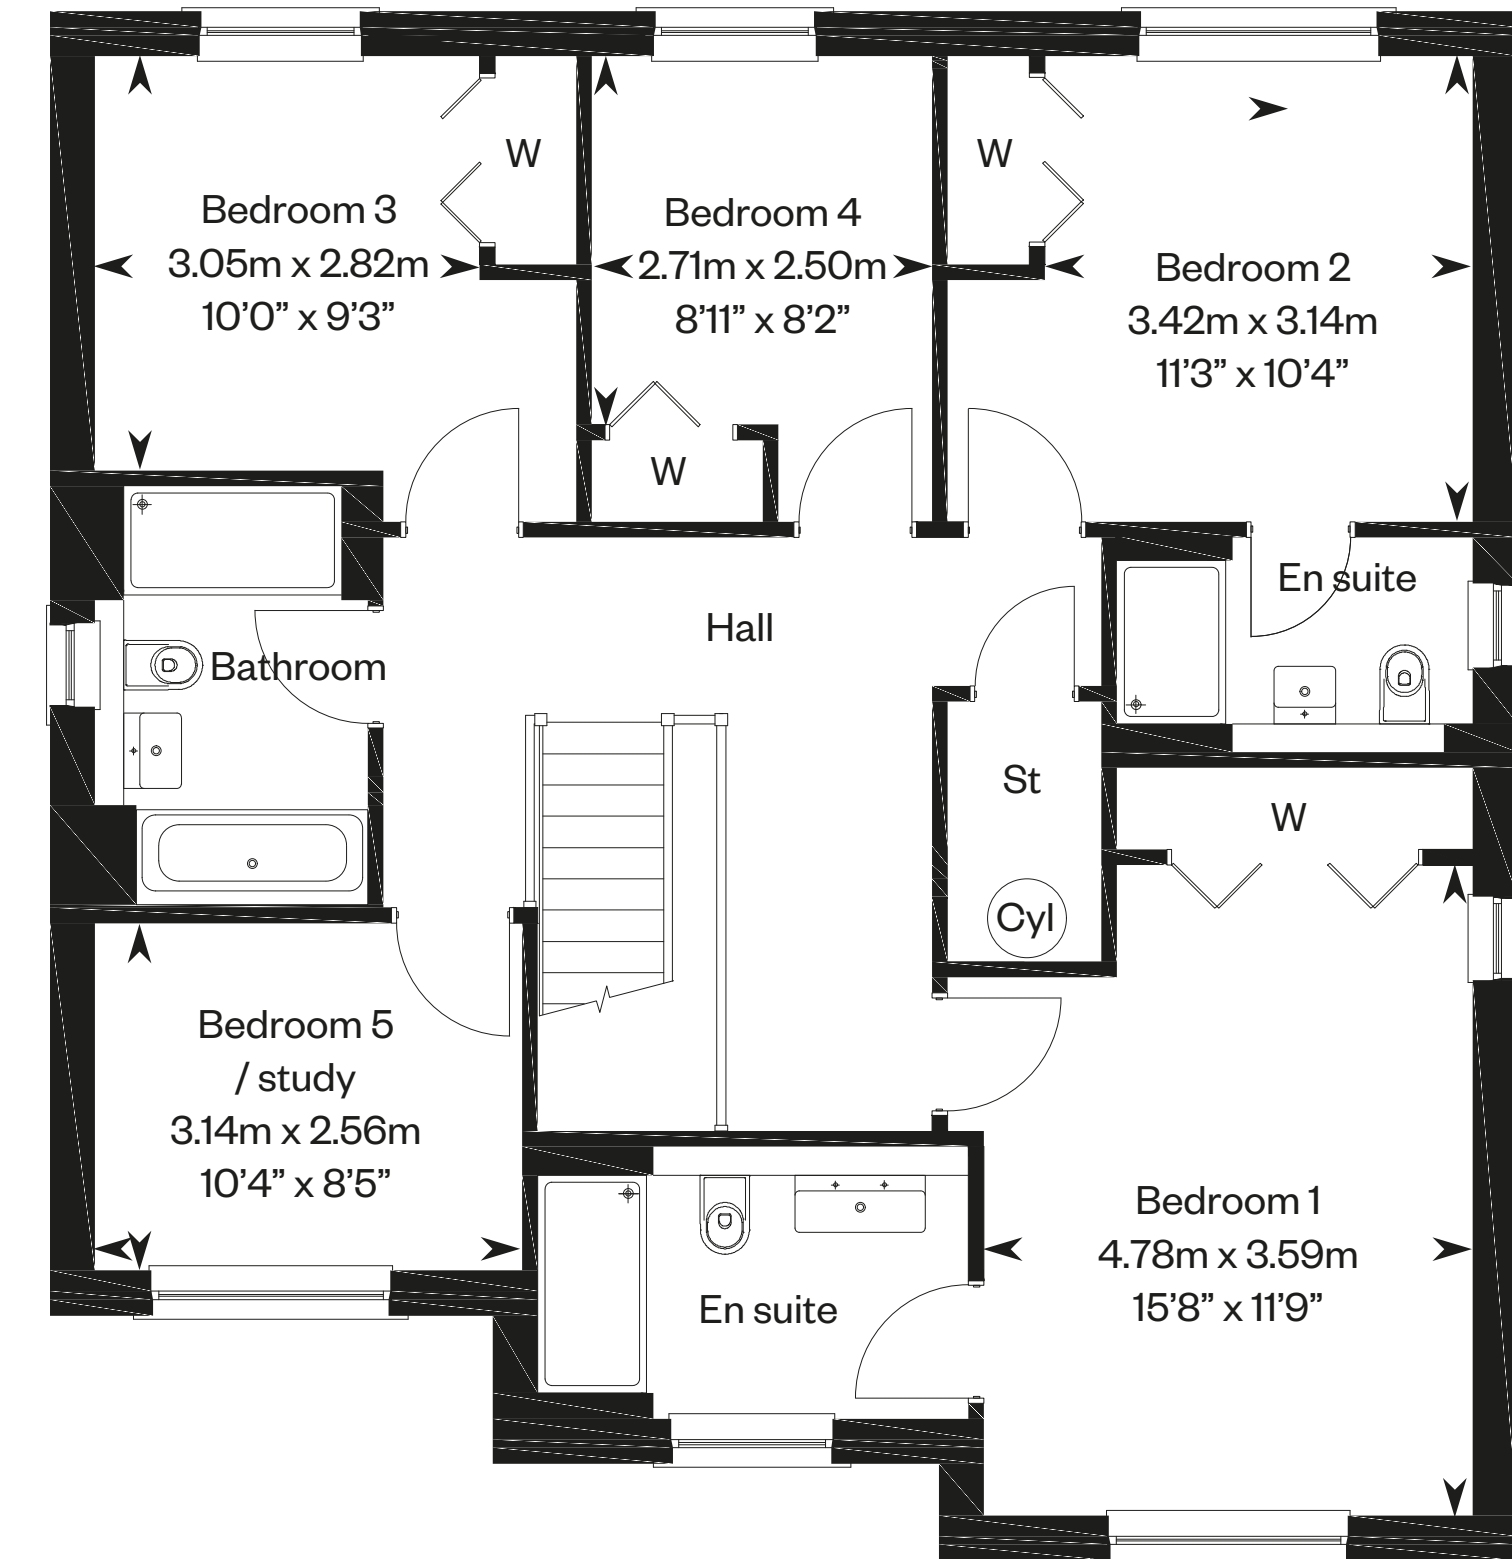 W
Bedroom 3
3.05m x 2.82m
10’0” x 9’3”
Bedroom 4
2.71m x 2.50m
8’11” x 8’2”
W
W
Bedroom 2
3.42m x 3.14m
11’3” x 10’4”
En suite
Hall
Bathroom
St
W
Cyl
Bedroom 5
/ study
3.14m x 2.56m
10’4” x 8’5”
En suite
Bedroom 1
4.78m x 3.59m
15’8” x 11’9”